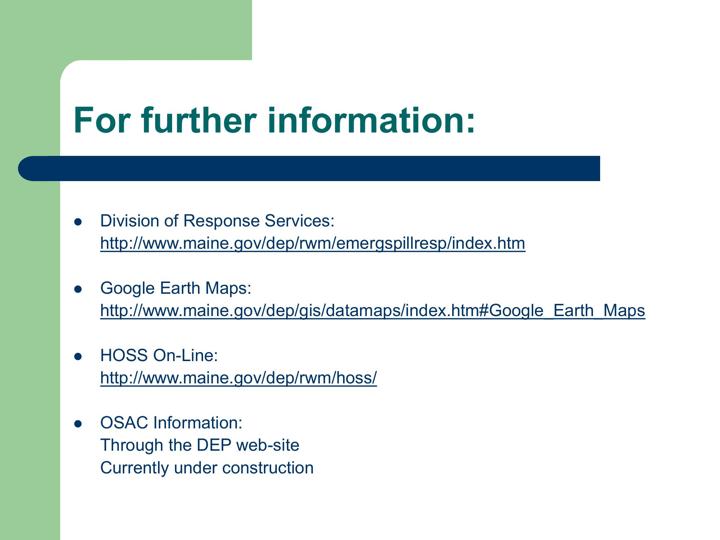 For further information:
Division of Response Services:
http://www.maine.gov/dep/rwm/emergspillresp/index.htm
Google Earth Maps:
http://www.maine.gov/dep/gis/datamaps/index.htm#Google_Earth_Maps
HOSS On-Line:
http://www.maine.gov/dep/rwm/hoss/
OSAC Information:
Through the DEP web-site
Currently under construction